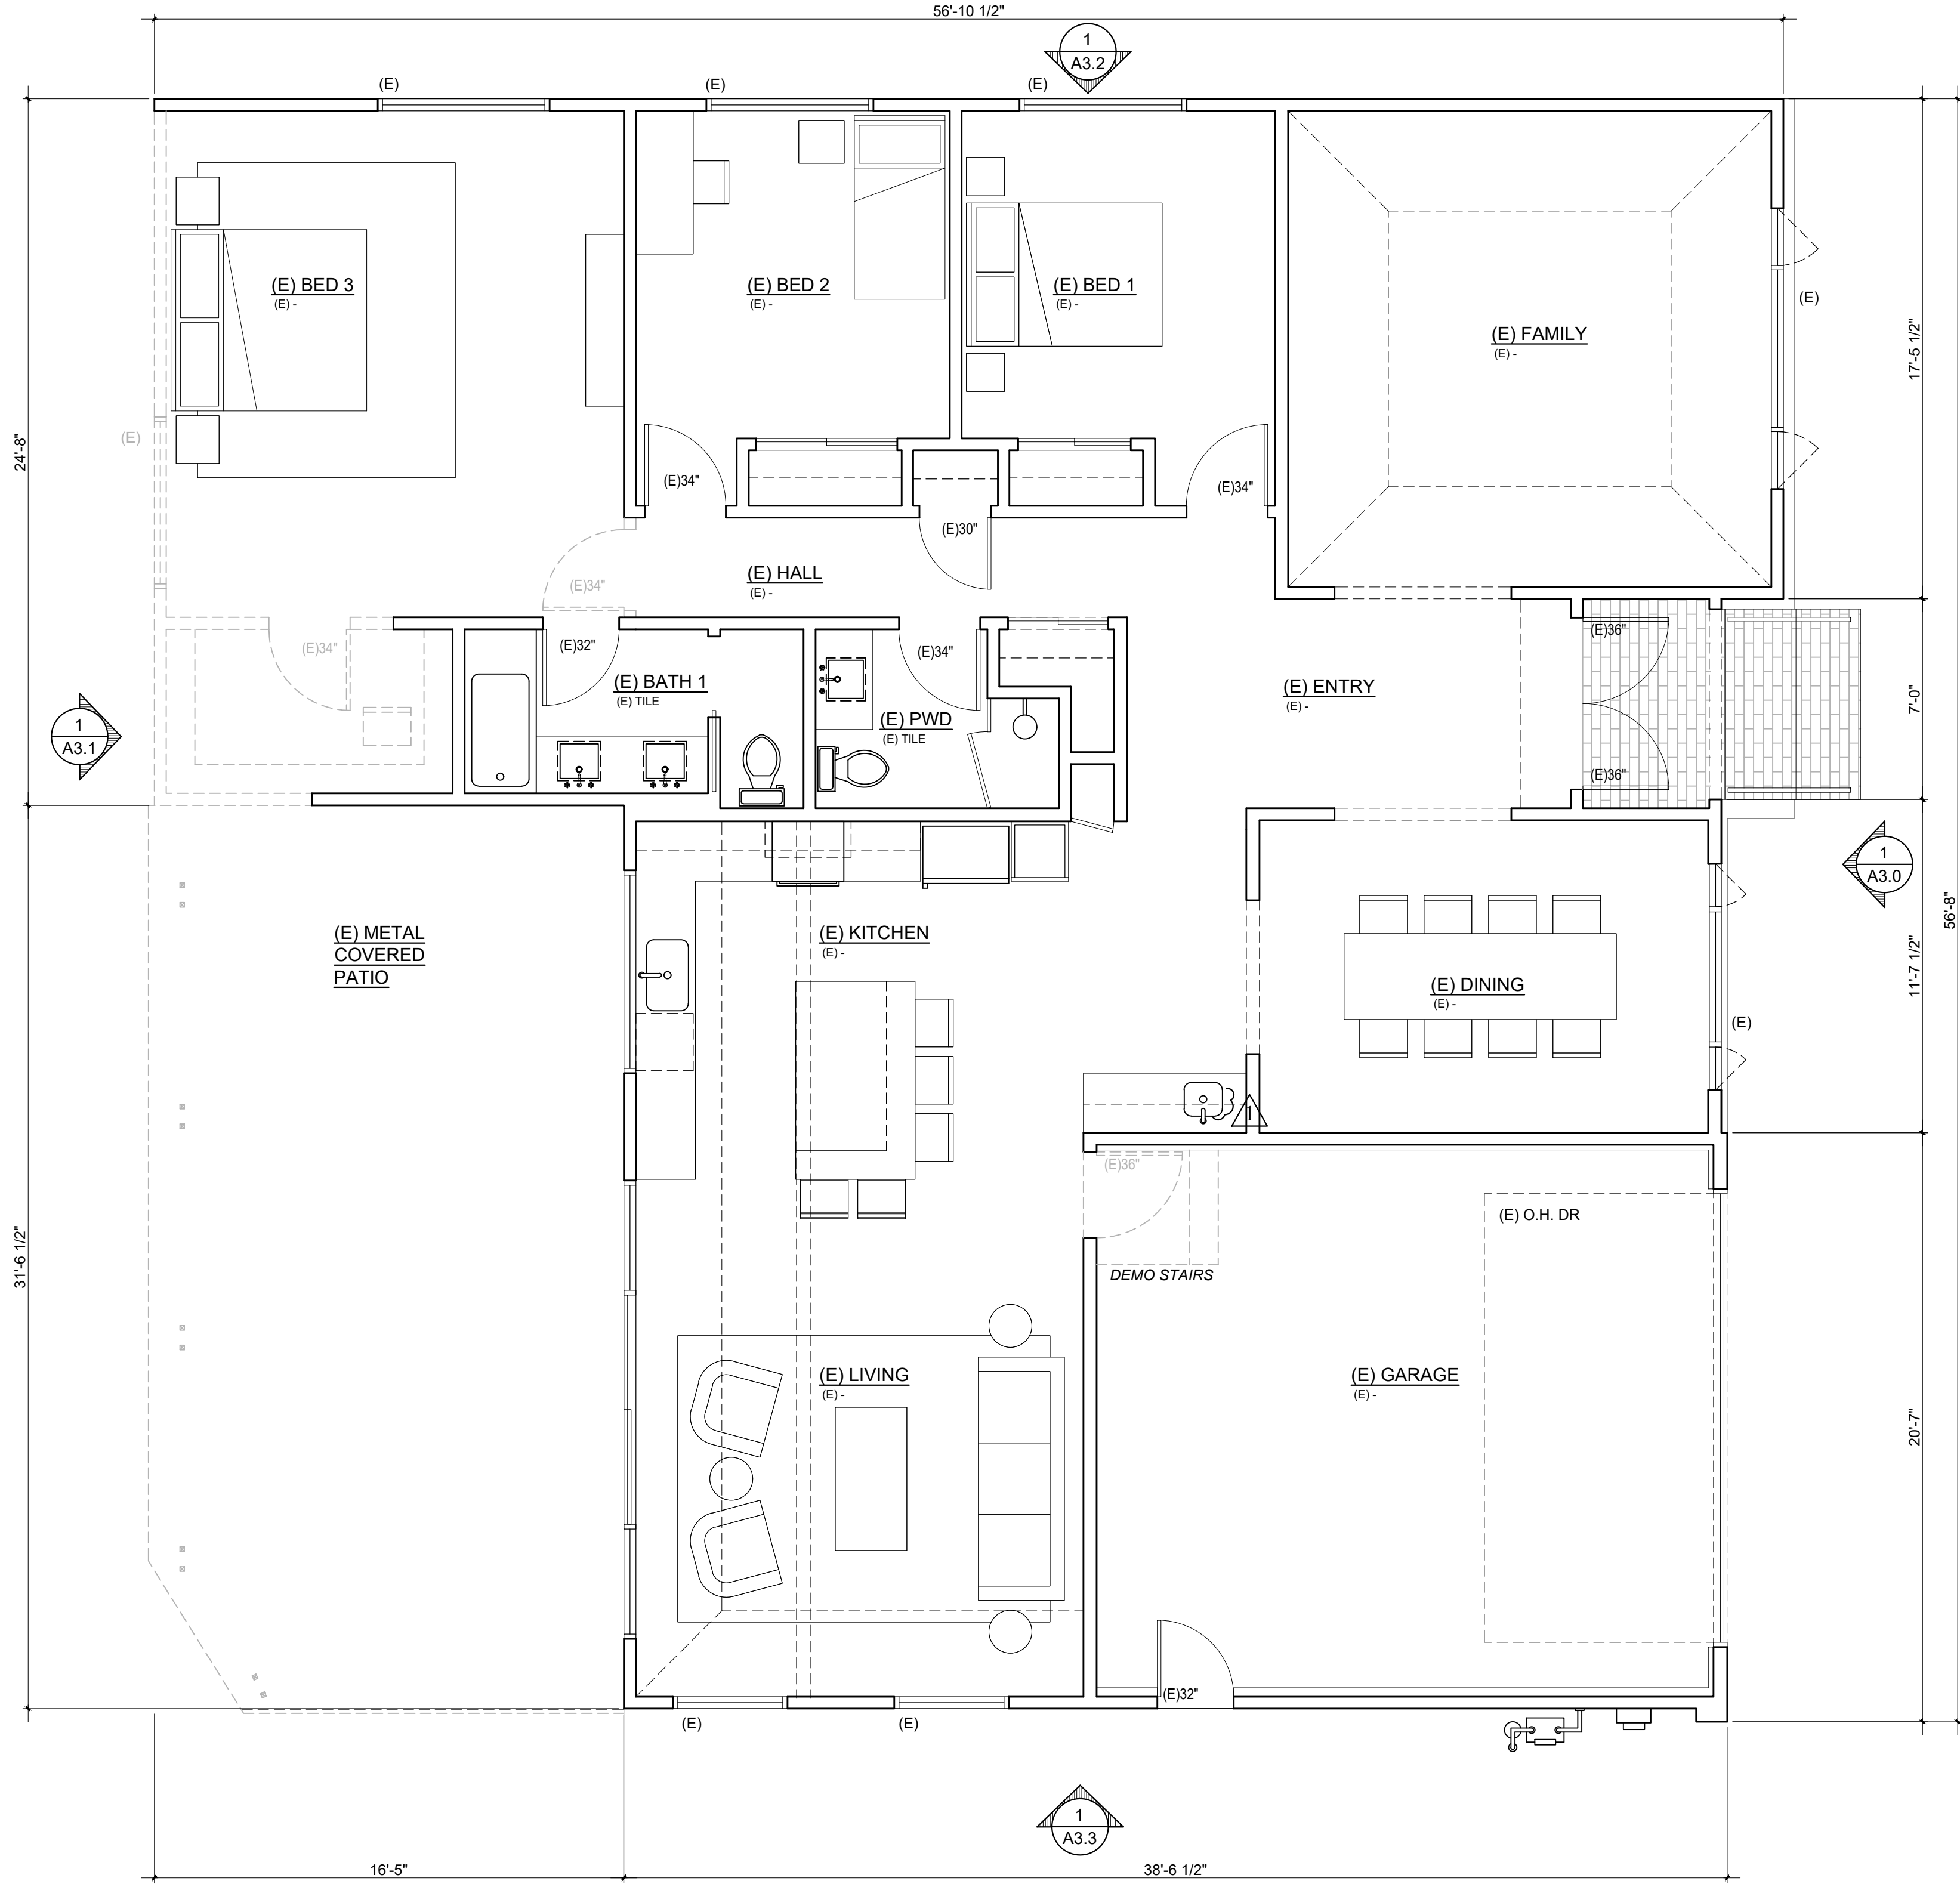 56'-10 1/2"
1
A3.2
(E)
(E)
(E)
(E) BED 3
(E) -
(E) BED 2
(E) -
(E) BED 1
(E) -
(E)
(E) FAMILY
(E) -
17'-5 1/2"
24'-8"
(E)
(E)34"
(E)34"
(E)30"
(E) HALL
(E) -
(E)34"
(E)36"
(E)34"
(E)32"
(E)34"
(E) BATH 1
(E) TILE
(E) ENTRY
(E) -
7'-0"
(E) PWD
(E) TILE
1
A3.1
(E)36"
1
A3.0
56'-8"
(E) METAL
COVERED
PATIO
(E) KITCHEN
(E) -
(E) DINING
(E) -
11'-7 1/2"
(E)
1
(E)36"
(E) O.H. DR
31'-6 1/2"
DEMO STAIRS
(E) LIVING
(E) -
(E) GARAGE
(E) -
20'-7"
(E)32"
(E)
(E)
1
A3.3
16'-5"
38'-6 1/2"